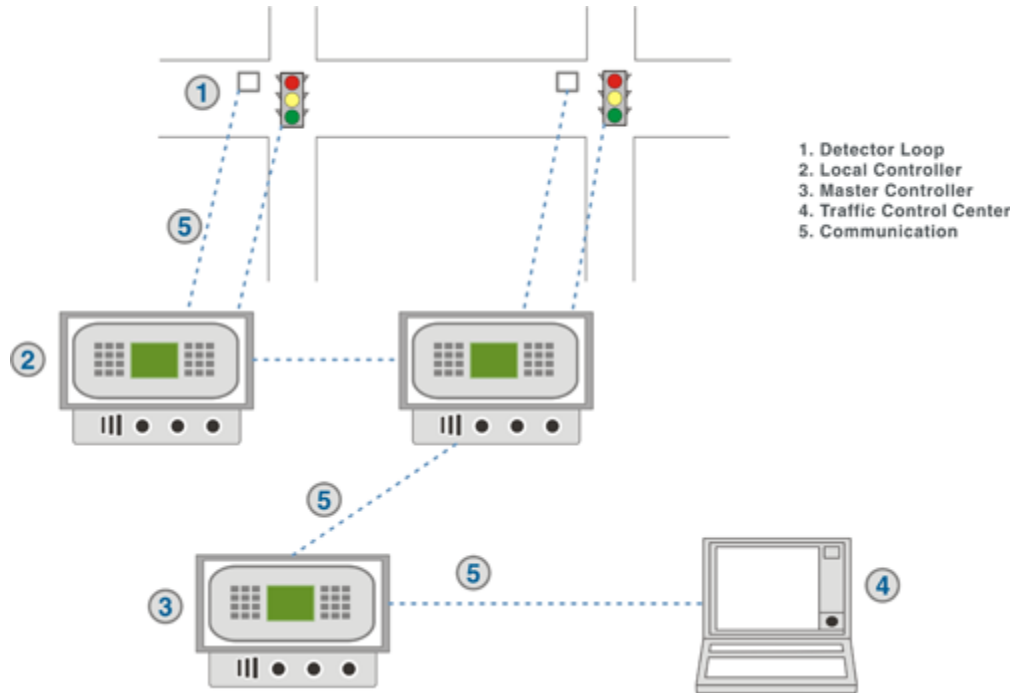 1
5
2
5
5
3
4
1. Detector Loop
2. Local Controller
3. Master Controller
4. Traffic Control Center
5. Communication